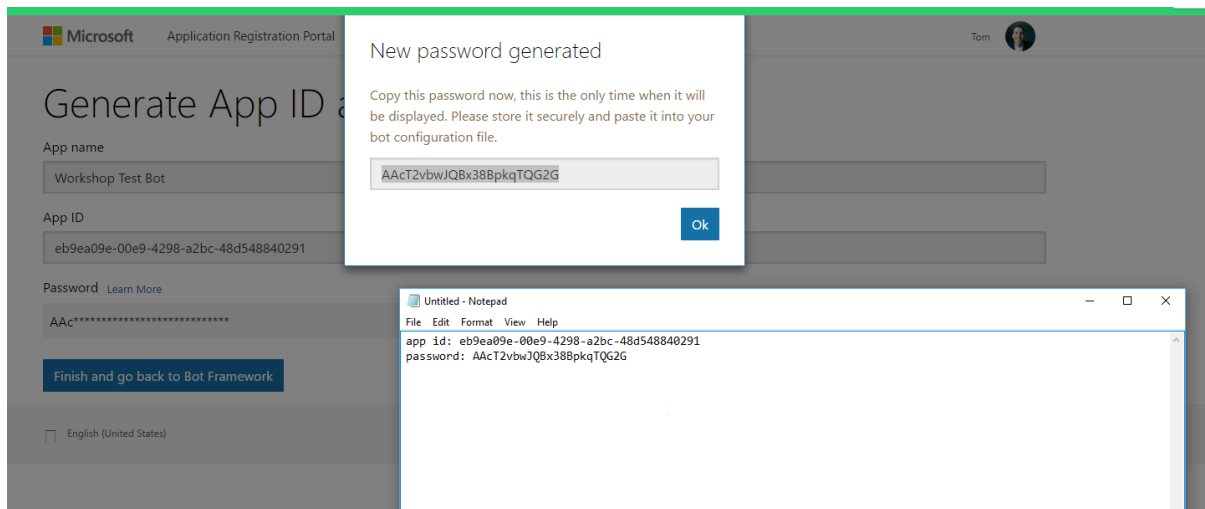 Microsoft Application Registration Portal
Tom
Generate App ID a
App name
Workshop Test Bot
App ID
eb9ea09e-00e9-4298-a2bc-48d548840291
Password Learn More
AAc****************************
Finish and go back to Bot Framework
English (United States)
New password generated
Copy this password now, this is the only time when it will
be displayed. Please store it securely and paste it into your
bot configuration file.
AAcT2vbwJQBx38BpkqTQG2G
Ok
Untitled - Notepad
File Edit Format View Help
app id: eb9ea09e-00e9-4298-a2bc-48d548840291
password: AAcT2vbwJQBx38BpkqTQG2G